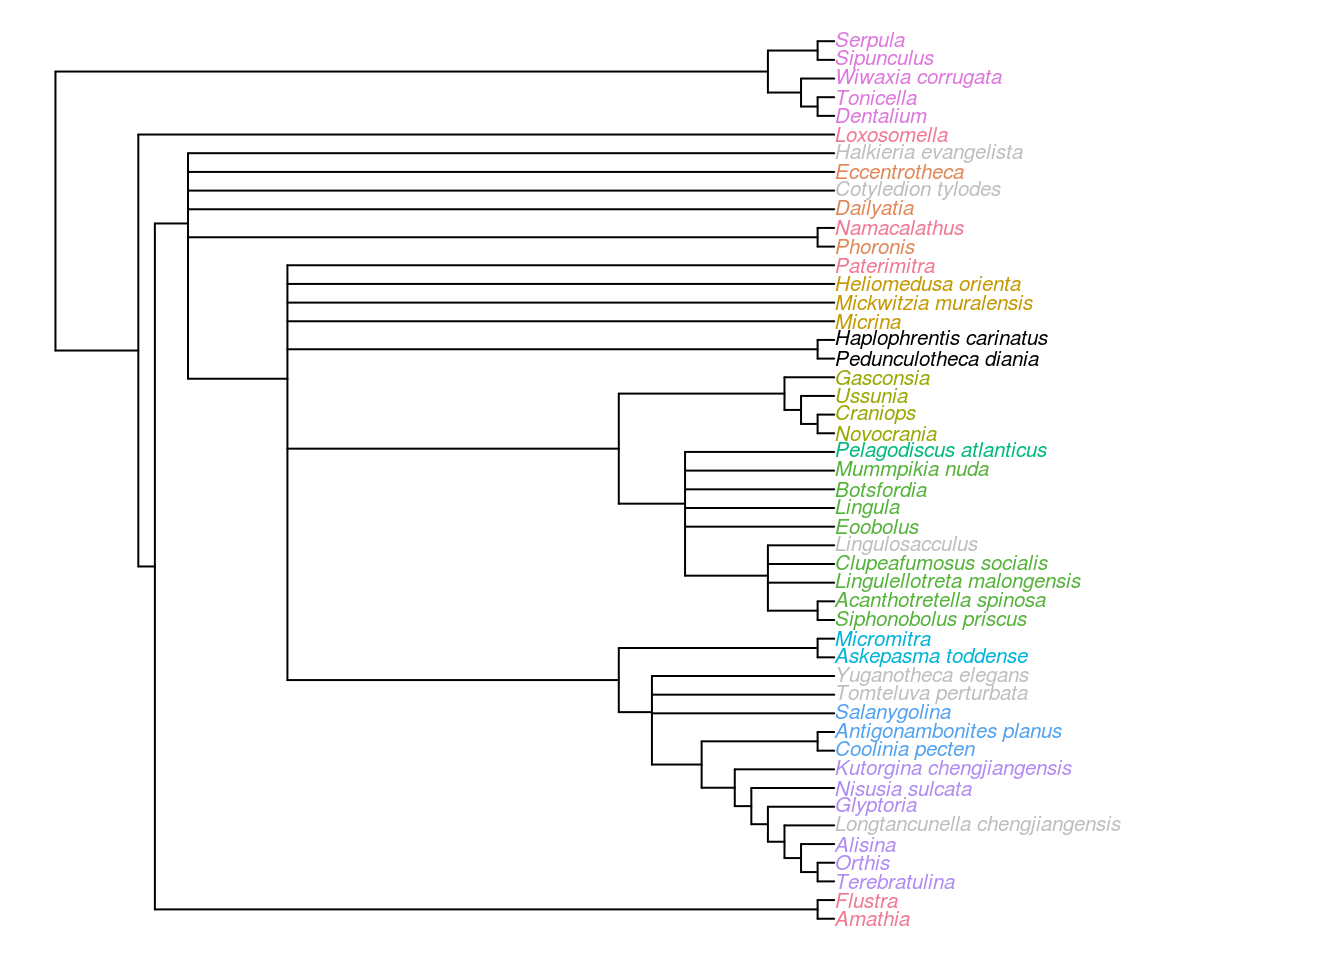 Serpula
Sipunculus
Wiwaxia corrugata
Tonicella
Dentalium
Loxosomella
Halkieria evangelista
Eccentrotheca
Cotyledion tylodes
Dailyatia
Namacalathus
Phoronis
Paterimitra
Heliomedusa orienta
Mickwitzia muralensis
Micrina
Haplophrentis carinatus
Pedunculotheca diania
Gasconsia
Ussunia
Craniops
Novocrania
Pelagodiscus atlanticus
Mummpikia nuda
Botsfordia
Lingula
Eoobolus
Lingulosacculus
Clupeafumosus socialis
Lingulellotreta malongensis
Acanthotretella spinosa
Siphonobolus priscus
Micromitra
Askepasma toddense
Yuganotheca elegans
Tomteluva perturbata
Salanygolina
Antigonambonites planus
Coolinia pecten
Kutorgina chengjiangensis
Nisusia sulcata
Glyptoria
Longtancunella chengjiangensis
Alisina
Orthis
Terebratulina
Flustra
Amathia